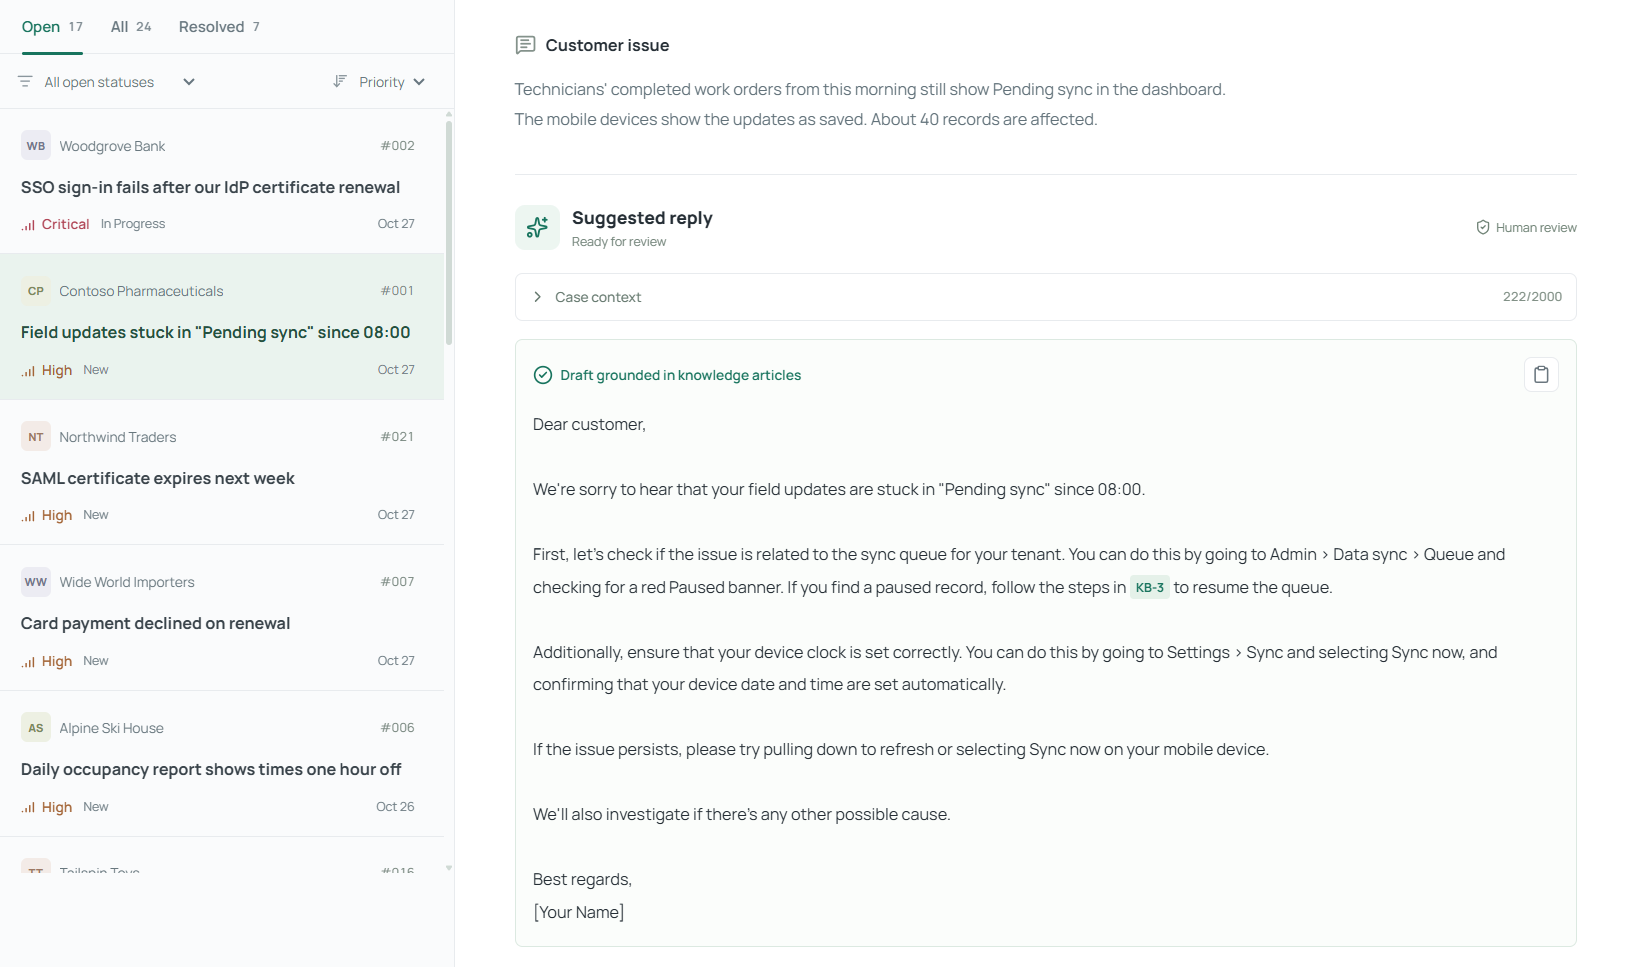 Open 17 All 24 Resolved 7
All open statuses Priority
WB Woodgrove Bank #002
SSO sign-in fails after our IdP certificate renewal
Critical In Progress Oct 27
CP Contoso Pharmaceuticals #001
Field updates stuck in "Pending sync" since 08:00
High New Oct 27
NT Northwind Traders #021
SAML certificate expires next week
High New Oct 27
WW Wide World Importers #007
Card payment declined on renewal
High New Oct 27
AS Alpine Ski House #006
Daily occupancy report shows times one hour off
High New Oct 26
TT Tailspin Toys #016
Customer issue
Technicians' completed work orders from this morning still show Pending sync in the dashboard.
The mobile devices show the updates as saved. About 40 records are affected.
Suggested reply
Ready for review
Human review
Case context 222/2000
Draft grounded in knowledge articles
Dear customer,
We're sorry to hear that your field updates are stuck in "Pending sync" since 08:00.
First, let's check if the issue is related to the sync queue for your tenant. You can do this by going to Admin › Data sync › Queue and
checking for a red Paused banner. If you find a paused record, follow the steps in KB-3 to resume the queue.
Additionally, ensure that your device clock is set correctly. You can do this by going to Settings › Sync and selecting Sync now, and
confirming that your device date and time are set automatically.
If the issue persists, please try pulling down to refresh or selecting Sync now on your mobile device.
We'll also investigate if there's any other possible cause.
Best regards,
[Your Name]